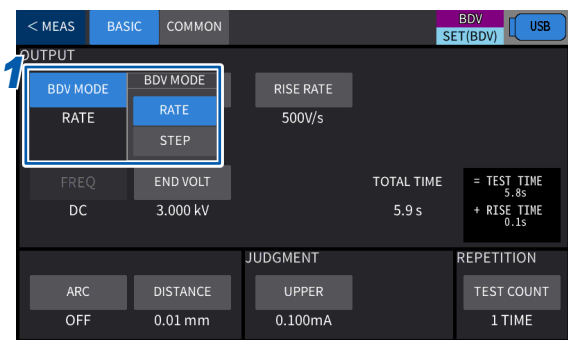 < MEAS BASIC COMMON BDV SET(BDV) USB
OUTPUT
1
BDV MODE BDV MODE RISE RATE
RATE RATE 500V/s
STEP
FREQ END VOLT TOTAL TIME = TEST TIME
5.8s
DC 3.000 kV 5.9 s + RISE TIME
0.1s
JUDGMENT REPETITION
ARC DISTANCE UPPER TEST COUNT
OFF 0.01 mm 0.100mA 1 TIME